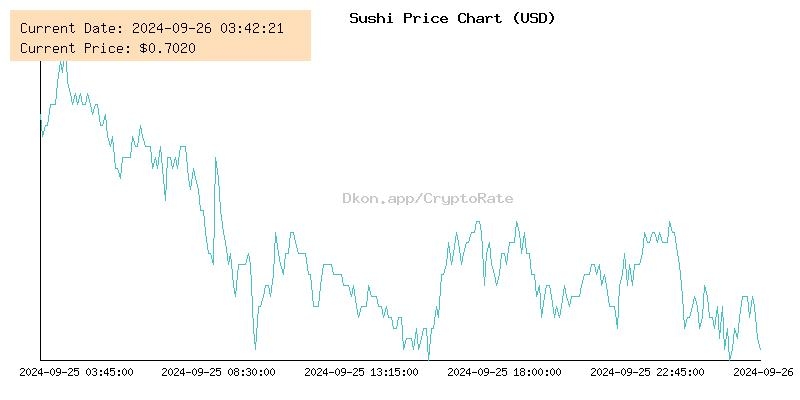 Sushi Price Chart (USD)
Current Date: 2024-09-26 03:42:21
Current Price: $0.7020
Dkon.app/CryptoRate
2024-09-25 03:45:00 2024-09-25 08:30:00 2024-09-25 13:15:00 2024-09-25 18:00:00 2024-09-25 22:45:00 2024-09-26